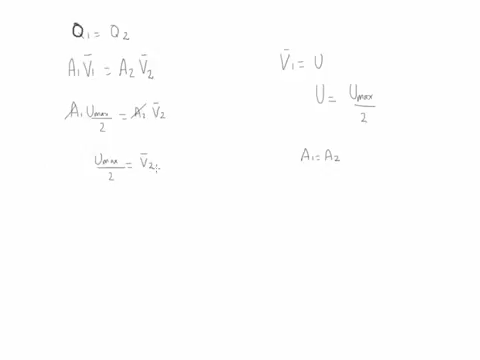 Q₁ = Q₂
A₁V̄₁ = A₂V̄₂
A₁ Umax/2 = A₂ V̄₂
Umax/2 = V̄₂
V̄₁ = U
U = Umax/2
A₁ = A₂